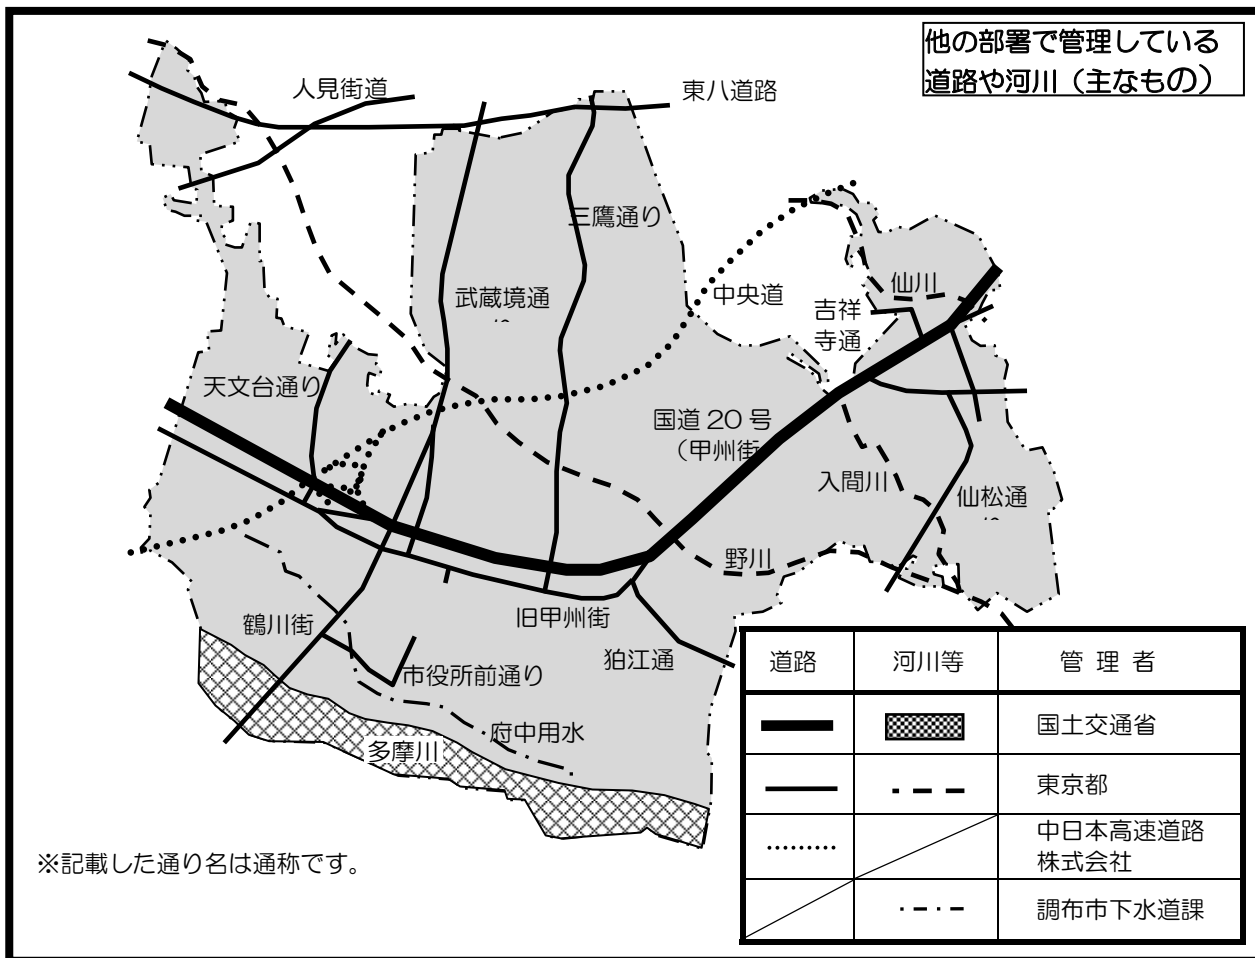 他の部署で管理している
道路や河川（主なもの）
人見街道
東八道路
三鷹通り
武蔵境通
中央道
仙川
吉祥
寺通
天文台通り
国道 20 号
（甲州街
入間川
仙松通
野川
鶴川街
旧甲州街
狛江通
市役所前通り
府中用水
多摩川
※記載した通り名は通称です。
道路 河川等 管 理 者
国土交通省
東京都
中日本高速道路
株式会社
調布市下水道課